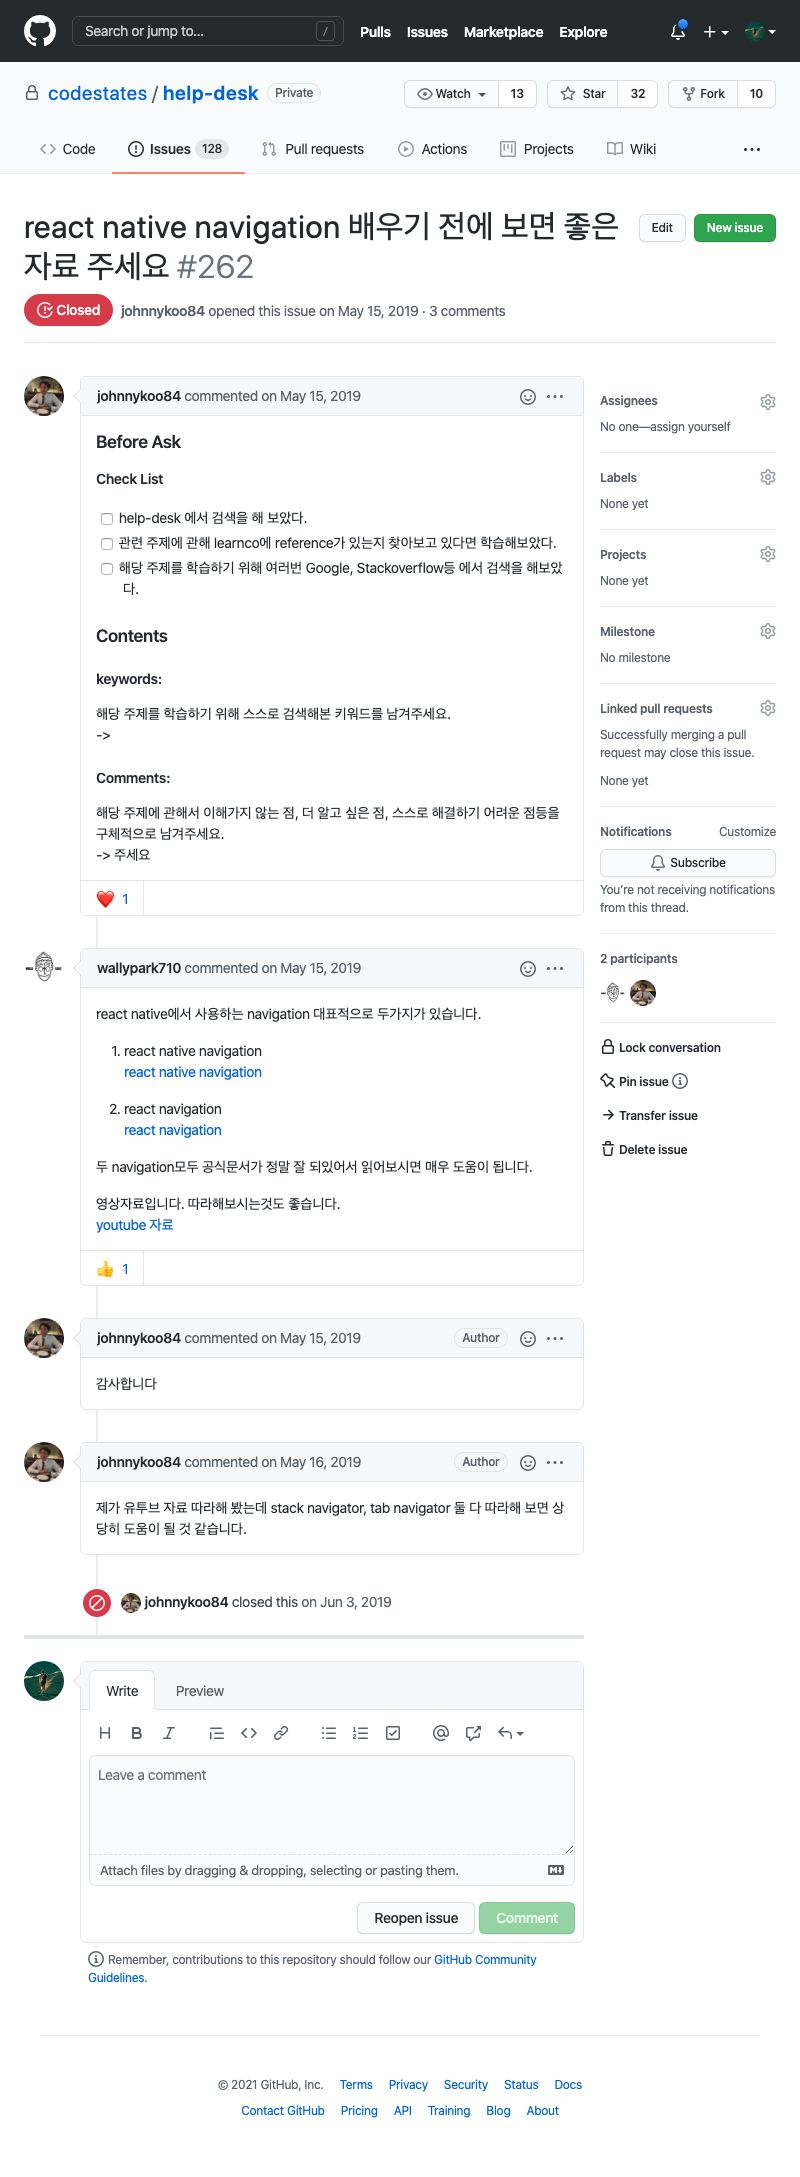 Search or jump to... /
Pulls Issues Marketplace Explore
codestates / help-desk Private
Watch 13 Star 32 Fork 10
Code Issues 128 Pull requests Actions Projects Wiki
react native navigation 배우기 전에 보면 좋은
자료 주세요 #262
Edit New issue
Closed johnnykoo84 opened this issue on May 15, 2019 · 3 comments
johnnykoo84 commented on May 15, 2019
Before Ask
Check List
help-desk 에서 검색을 해 보았다.
관련 주제에 관해 learnco에 reference가 있는지 찾아보고 있다면 학습해보았다.
해당 주제를 학습하기 위해 여러번 Google, Stackoverflow등 에서 검색을 해보았
다.
Contents
keywords:
해당 주제를 학습하기 위해 스스로 검색해본 키워드를 남겨주세요.
->
Comments:
해당 주제에 관해서 이해가지 않는 점, 더 알고 싶은 점, 스스로 해결하기 어려운 점등을
구체적으로 남겨주세요.
-> 주세요
1
Assignees
No one—assign yourself
Labels
None yet
Projects
None yet
Milestone
No milestone
Linked pull requests
Successfully merging a pull
request may close this issue.
None yet
Notifications Customize
Subscribe
You're not receiving notifications
from this thread.
2 participants
Lock conversation
Pin issue
Transfer issue
Delete issue
wallypark710 commented on May 15, 2019
react native에서 사용하는 navigation 대표적으로 두가지가 있습니다.
1. react native navigation
react native navigation
2. react navigation
react navigation
두 navigation모두 공식문서가 정말 잘 되있어서 읽어보시면 매우 도움이 됩니다.
영상자료입니다. 따라해보시는것도 좋습니다.
youtube 자료
1
johnnykoo84 commented on May 15, 2019 Author
감사합니다
johnnykoo84 commented on May 16, 2019 Author
제가 유투브 자료 따라해 봤는데 stack navigator, tab navigator 둘 다 따라해 보면 상
당히 도움이 될 것 같습니다.
johnnykoo84 closed this on Jun 3, 2019
Write Preview
Leave a comment
Attach files by dragging & dropping, selecting or pasting them.
Reopen issue Comment
Remember, contributions to this repository should follow our GitHub Community
Guidelines.
© 2021 GitHub, Inc. Terms Privacy Security Status Docs
Contact GitHub Pricing API Training Blog About